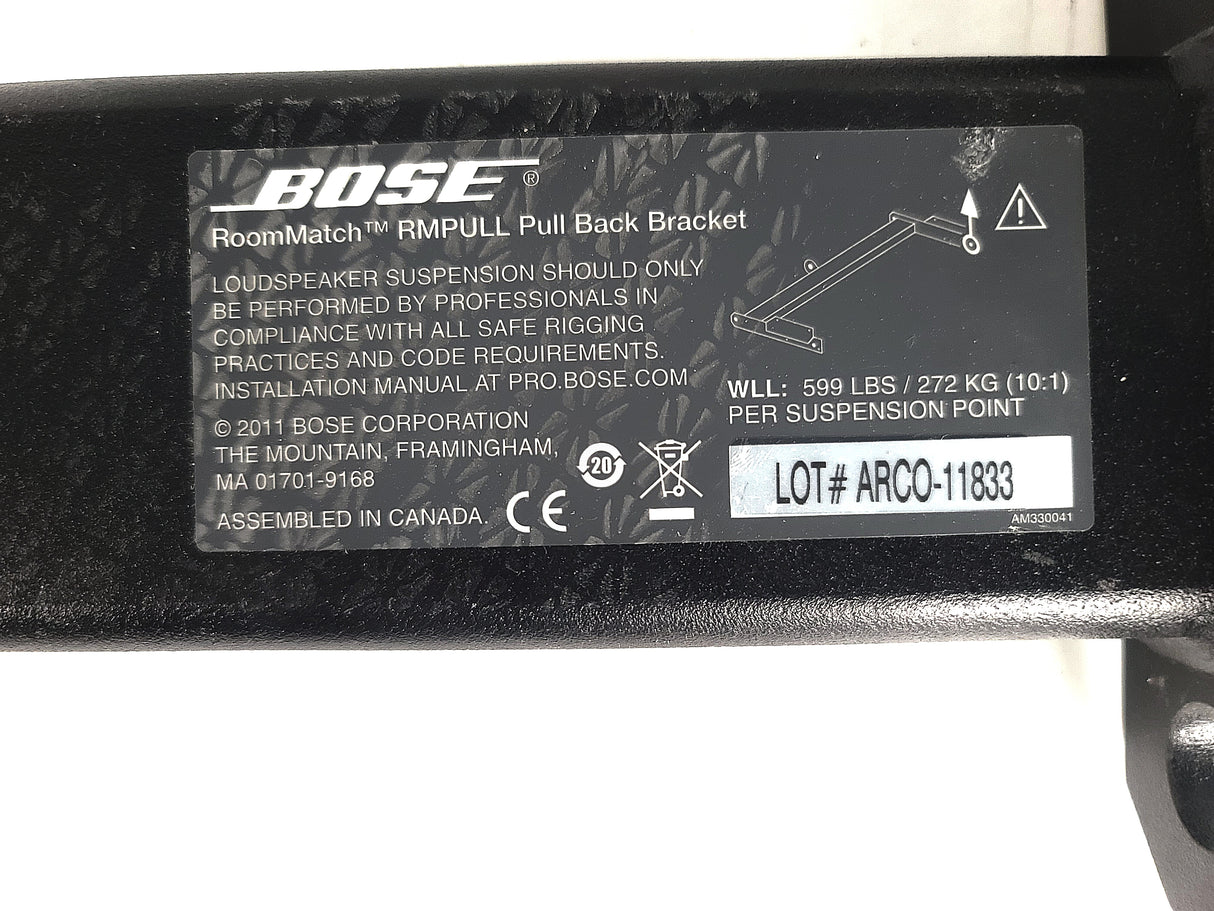 BOSE®
RoomMatch™ RMPULL Pull Back Bracket
LOUDSPEAKER SUSPENSION SHOULD ONLY
BE PERFORMED BY PROFESSIONALS IN
COMPLIANCE WITH ALL SAFE RIGGING
PRACTICES AND CODE REQUIREMENTS.
INSTALLATION MANUAL AT PRO.BOSE.COM
© 2011 BOSE CORPORATION
THE MOUNTAIN, FRAMINGHAM,
MA 01701-9168
ASSEMBLED IN CANADA.
CE
20
!
WLL: 599 LBS / 272 KG (10:1)
PER SUSPENSION POINT
LOT# ARCO-11833
AM330041